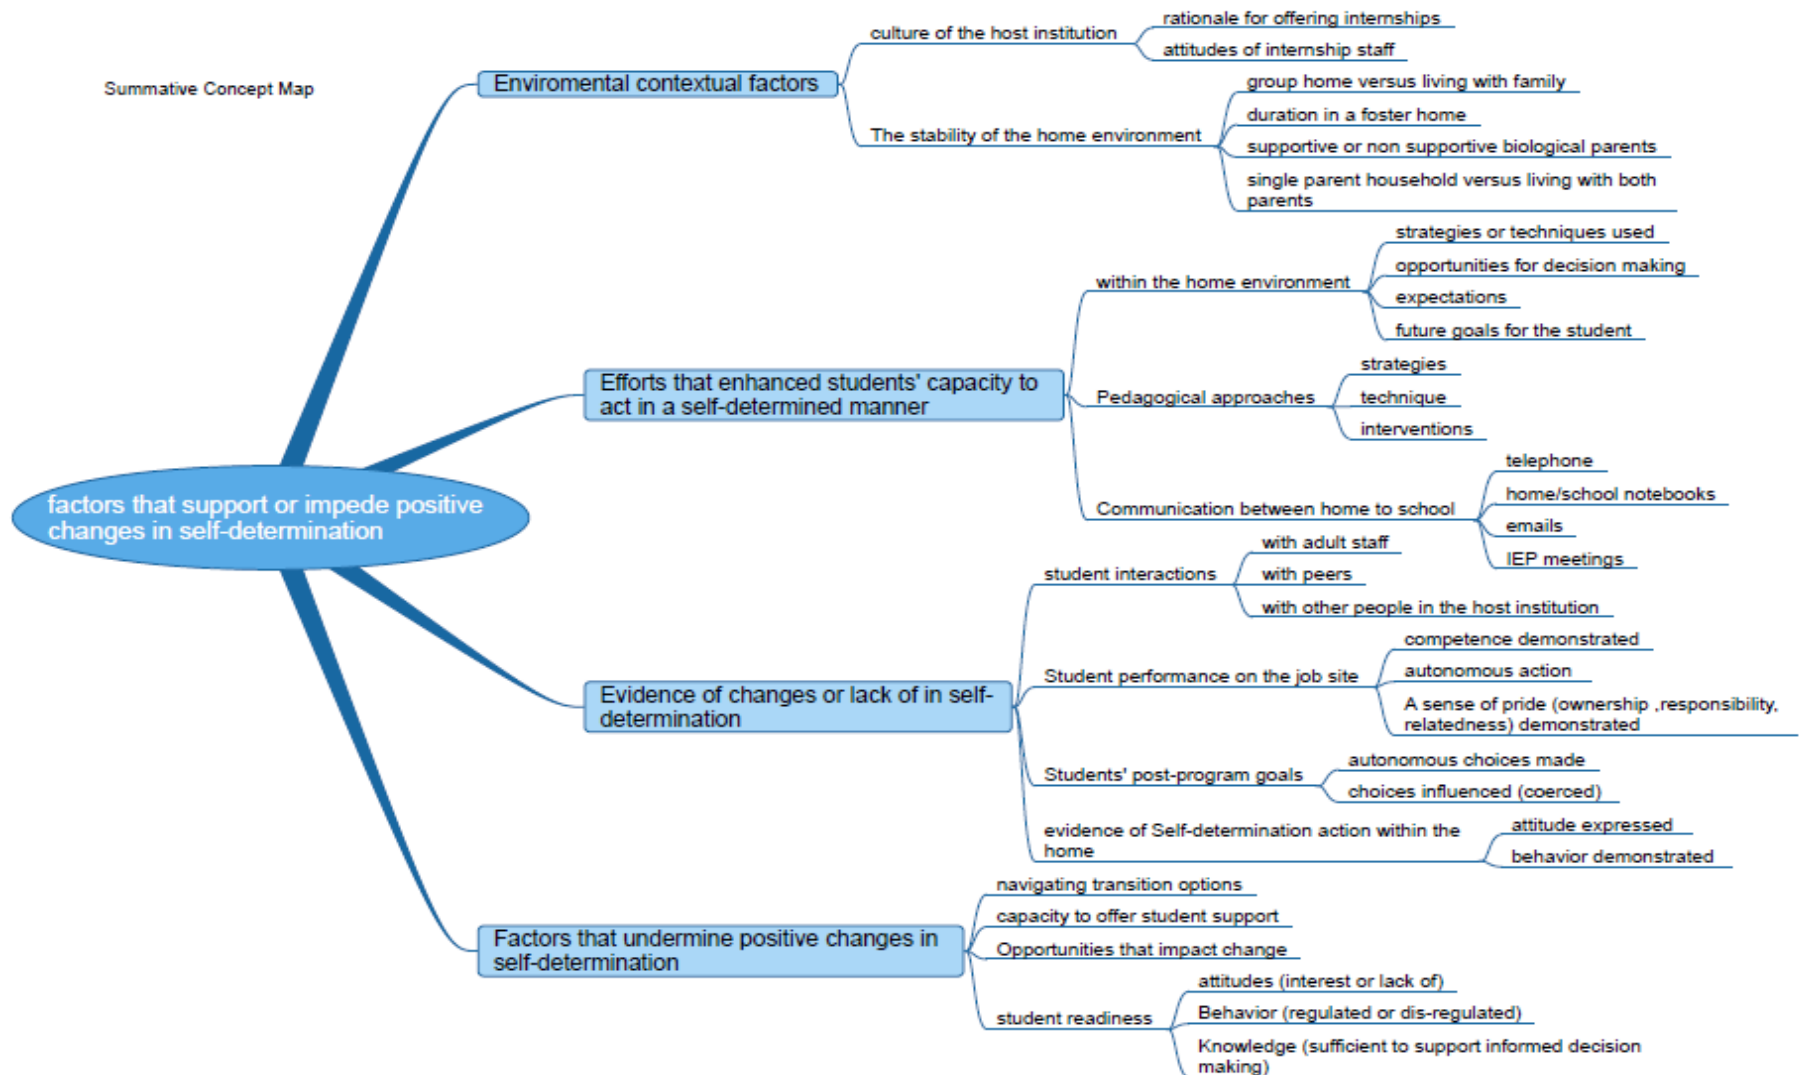 Summative Concept Map
factors that support or impede positive
changes in self-determination
Enviromental contextual factors
culture of the host institution
rationale for offering internships
attitudes of internship staff
The stability of the home environment
group home versus living with family
duration in a foster home
supportive or non supportive biological parents
single parent household versus living with both
parents
Efforts that enhanced students' capacity to
act in a self-determined manner
within the home environment
strategies or techniques used
opportunities for decision making
expectations
future goals for the student
Pedagogical approaches
strategies
technique
interventions
Communication between home to school
telephone
home/school notebooks
emails
IEP meetings
Evidence of changes or lack of in self-
determination
student interactions
with adult staff
with peers
with other people in the host institution
Student performance on the job site
competence demonstrated
autonomous action
A sense of pride (ownership ,responsibility,
relatedness) demonstrated
Students' post-program goals
autonomous choices made
choices influenced (coerced)
evidence of Self-determination action within the
home
attitude expressed
behavior demonstrated
Factors that undermine positive changes in
self-determination
navigating transition options
capacity to offer student support
Opportunities that impact change
student readiness
attitudes (interest or lack of)
Behavior (regulated or dis-regulated)
Knowledge (sufficient to support informed decision
making)